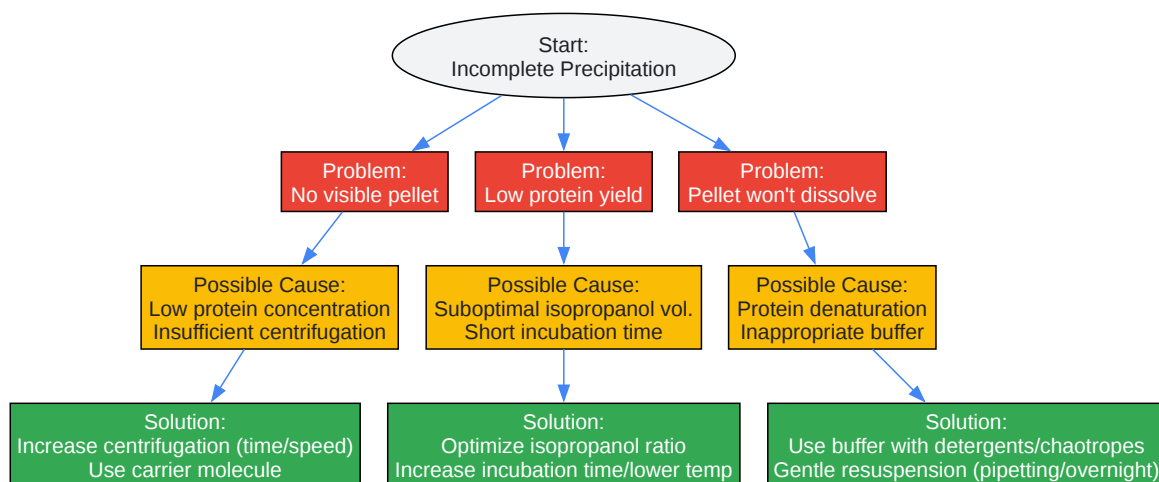 Start:
Incomplete Precipitation
Problem:
No visible pellet
Problem:
Low protein yield
Problem:
Pellet won't dissolve
Possible Cause:
Low protein concentration
Insufficient centrifugation
Possible Cause:
Suboptimal isopropanol vol.
Short incubation time
Possible Cause:
Protein denaturation
Inappropriate buffer
Solution:
Increase centrifugation (time/speed)
Use carrier molecule
Solution:
Optimize isopropanol ratio
Increase incubation time/lower temp
Solution:
Use buffer with detergents/chaotropes
Gentle resuspension (pipetting/overnight)